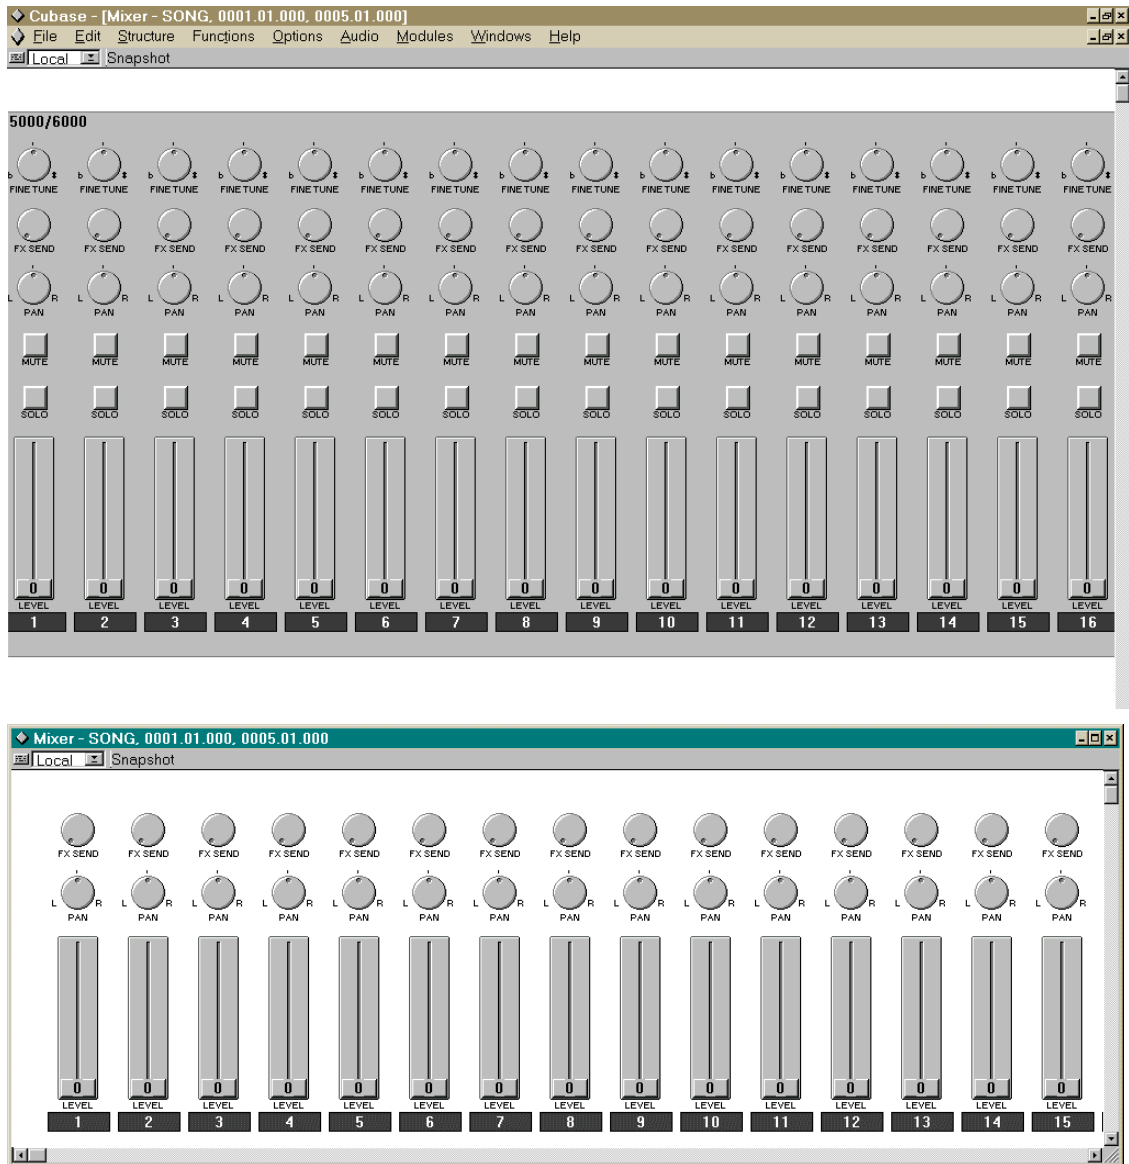 Cubase - [Mixer - SONG, 0001.01.000, 0005.01.000]
File Edit Structure Functions Options Audio Modules Windows Help
Local Snapshot
5000/6000
b # b # b # b # b # b # b # b # b # b # b # b # b # b # b # b
FINE TUNE FINE TUNE FINE TUNE FINE TUNE FINE TUNE FINE TUNE FINE TUNE FINE TUNE FINE TUNE FINE TUNE FINE TUNE FINE TUNE FINE TUNE FINE TUNE FINE TUNE FINE TUNE
FX SEND FX SEND FX SEND FX SEND FX SEND FX SEND FX SEND FX SEND FX SEND FX SEND FX SEND FX SEND FX SEND FX SEND FX SEND FX SEND
L R L R L R L R L R L R L R L R L R L R L R L R L R L R L R L R
PAN PAN PAN PAN PAN PAN PAN PAN PAN PAN PAN PAN PAN PAN PAN PAN
MUTE MUTE MUTE MUTE MUTE MUTE MUTE MUTE MUTE MUTE MUTE MUTE MUTE MUTE MUTE MUTE
SOLO SOLO SOLO SOLO SOLO SOLO SOLO SOLO SOLO SOLO SOLO SOLO SOLO SOLO SOLO SOLO
0 0 0 0 0 0 0 0 0 0 0 0 0 0 0 0
LEVEL LEVEL LEVEL LEVEL LEVEL LEVEL LEVEL LEVEL LEVEL LEVEL LEVEL LEVEL LEVEL LEVEL LEVEL LEVEL
1 2 3 4 5 6 7 8 9 10 11 12 13 14 15 16
Mixer - SONG, 0001.01.000, 0005.01.000
Local Snapshot
FX SEND FX SEND FX SEND FX SEND FX SEND FX SEND FX SEND FX SEND FX SEND FX SEND FX SEND FX SEND FX SEND FX SEND FX SEND
L R L R L R L R L R L R L R L R L R L R L R L R L R L R L R
PAN PAN PAN PAN PAN PAN PAN PAN PAN PAN PAN PAN PAN PAN PAN
0 0 0 0 0 0 0 0 0 0 0 0 0 0 0
LEVEL LEVEL LEVEL LEVEL LEVEL LEVEL LEVEL LEVEL LEVEL LEVEL LEVEL LEVEL LEVEL LEVEL LEVEL
1 2 3 4 5 6 7 8 9 10 11 12 13 14 15